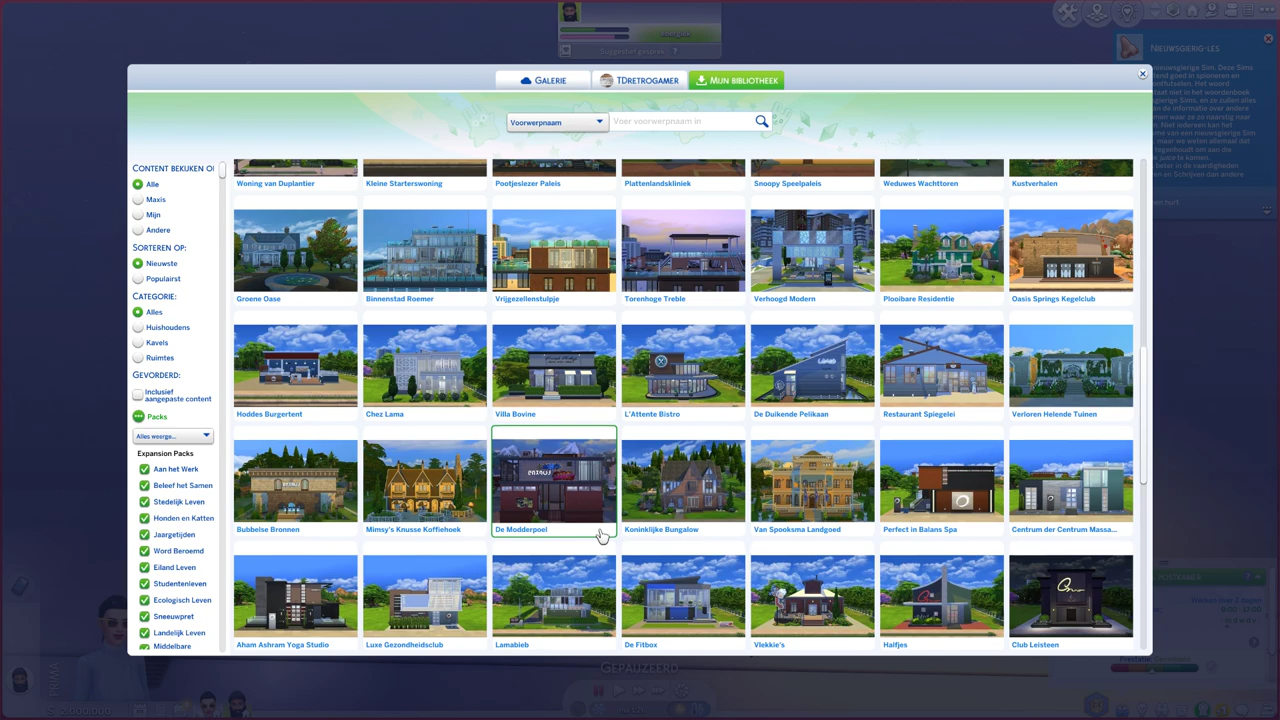 Suggestief gesprek ?
NIEUWSGIERIG-LES
GALERIE
TDRETROGAMER
MIJN BIBLIOTHEEK
Voorwerpnaam
Voer voorwerpnaam in
CONTENT BEKIJKEN O
Alle
Maxis
Mijn
Andere
SORTEREN OP:
Nieuwste
Populairst
CATEGORIE:
Alles
Huishoudens
Kavels
Ruimtes
GEVORDERD:
Inclusief
aangepaste content
Packs
Alles weerge...
Expansion Packs
Aan het Werk
Beleef het Samen
Stedelijk Leven
Honden en Katten
Jaargetijden
Word Beroemd
Eiland Leven
Studentenleven
Ecologisch Leven
Sneeuwpret
Landelijk Leven
Middelbare
Woning van Duplantier
Kleine Starterswoning
Pootjeslozer Paleis
Plattenlandskliniek
Snoopy Speelpaleis
Weduwes Wachttoren
Kustverhalen
Groene Oase
Binnenstad Roemer
Vrijgezellenstulpje
Torenhoge Treble
Verhoogd Modern
Plooibare Residentie
Oasis Springs Kegelclub
Hoddes Burgertent
Chez Lama
Villa Bovine
L'Attente Bistro
De Duikende Pelikaan
Restaurant Spiegelei
Verloren Helende Tuinen
Bubbelse Bronnen
Mimsy's Knusse Koffiehoek
De Modderpoel
Koninklijke Bungalow
Van Spooksma Landgoed
Perfect in Balans Spa
Centrum der Centrum Massa...
Aham Ashram Yoga Studio
Luxe Gezondheidsclub
Lamabieb
De Fitbox
Vlekkie's
Halfjes
Club Leisteen
GEPAUZEERD
PRIMA